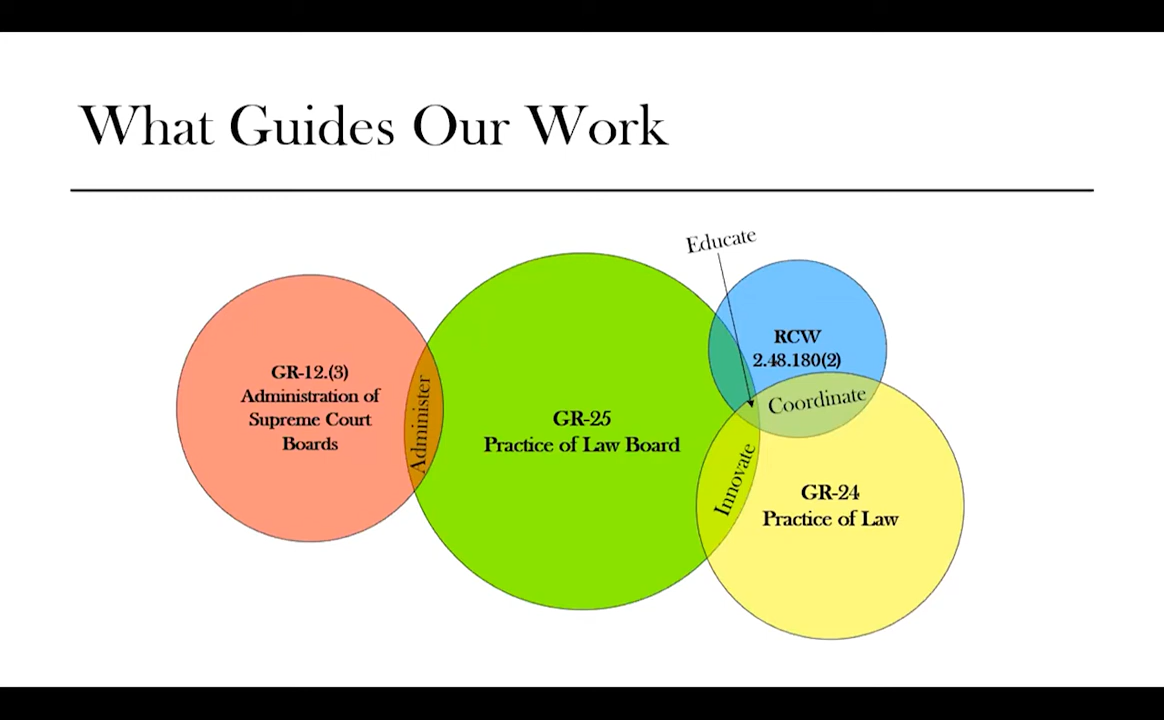 What Guides Our Work
Educate
GR-12.(3)
Administration of
Supreme Court
Boards
Administer
GR-25
Practice of Law Board
RCW
2.48.180(2)
Coordinate
Innovate
GR-24
Practice of Law